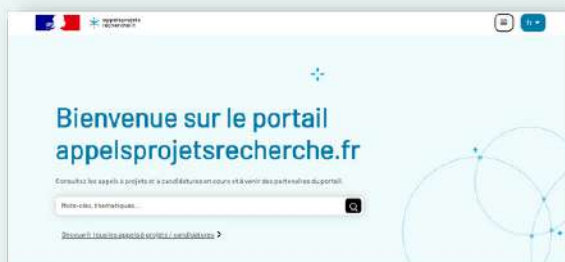 appelsprojets
recherche.fr
fr
Bienvenue sur le portail
appelsprojetsrecherche.fr
Consultez les appels à projets et à candidatures en cours et à venir des partenaires du portail.
Mots-clés, thématiques...
Découvrir tous les appels à projets / candidatures